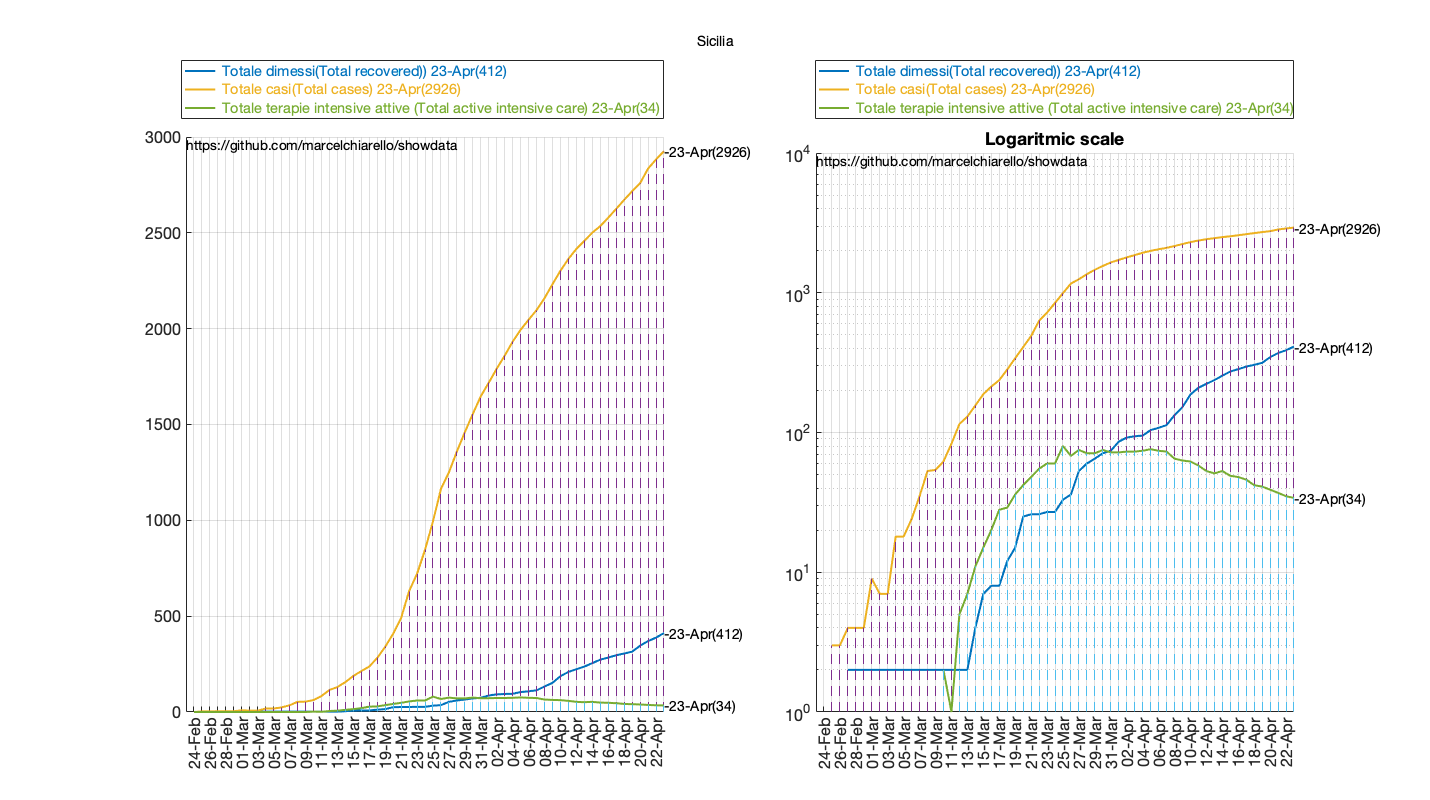 Sicilia
Totale dimessi(Total recovered)) 23-Apr(412)
Totale casi(Total cases) 23-Apr(2926)
Totale terapie intensive attive (Total active intensive care) 23-Apr(34)
3000
2500
2000
1500
1000
500
0
https://github.com/marcelchiarello/showdata
-23-Apr(2926)
-23-Apr(412)
-23-Apr(34)
24-Feb
26-Feb
28-Feb
01-Mar
03-Mar
05-Mar
07-Mar
09-Mar
11-Mar
13-Mar
15-Mar
17-Mar
19-Mar
21-Mar
23-Mar
25-Mar
27-Mar
29-Mar
31-Mar
02-Apr
04-Apr
06-Apr
08-Apr
10-Apr
12-Apr
14-Apr
16-Apr
18-Apr
20-Apr
22-Apr
Totale dimessi(Total recovered)) 23-Apr(412)
Totale casi(Total cases) 23-Apr(2926)
Totale terapie intensive attive (Total active intensive care) 23-Apr(34)
Logaritmic scale
10^4
10^3
10^2
10^1
10^0
https://github.com/marcelchiarello/showdata
-23-Apr(2926)
-23-Apr(412)
-23-Apr(34)
24-Feb
26-Feb
28-Feb
01-Mar
03-Mar
05-Mar
07-Mar
09-Mar
11-Mar
13-Mar
15-Mar
17-Mar
19-Mar
21-Mar
23-Mar
25-Mar
27-Mar
29-Mar
31-Mar
02-Apr
04-Apr
06-Apr
08-Apr
10-Apr
12-Apr
14-Apr
16-Apr
18-Apr
20-Apr
22-Apr